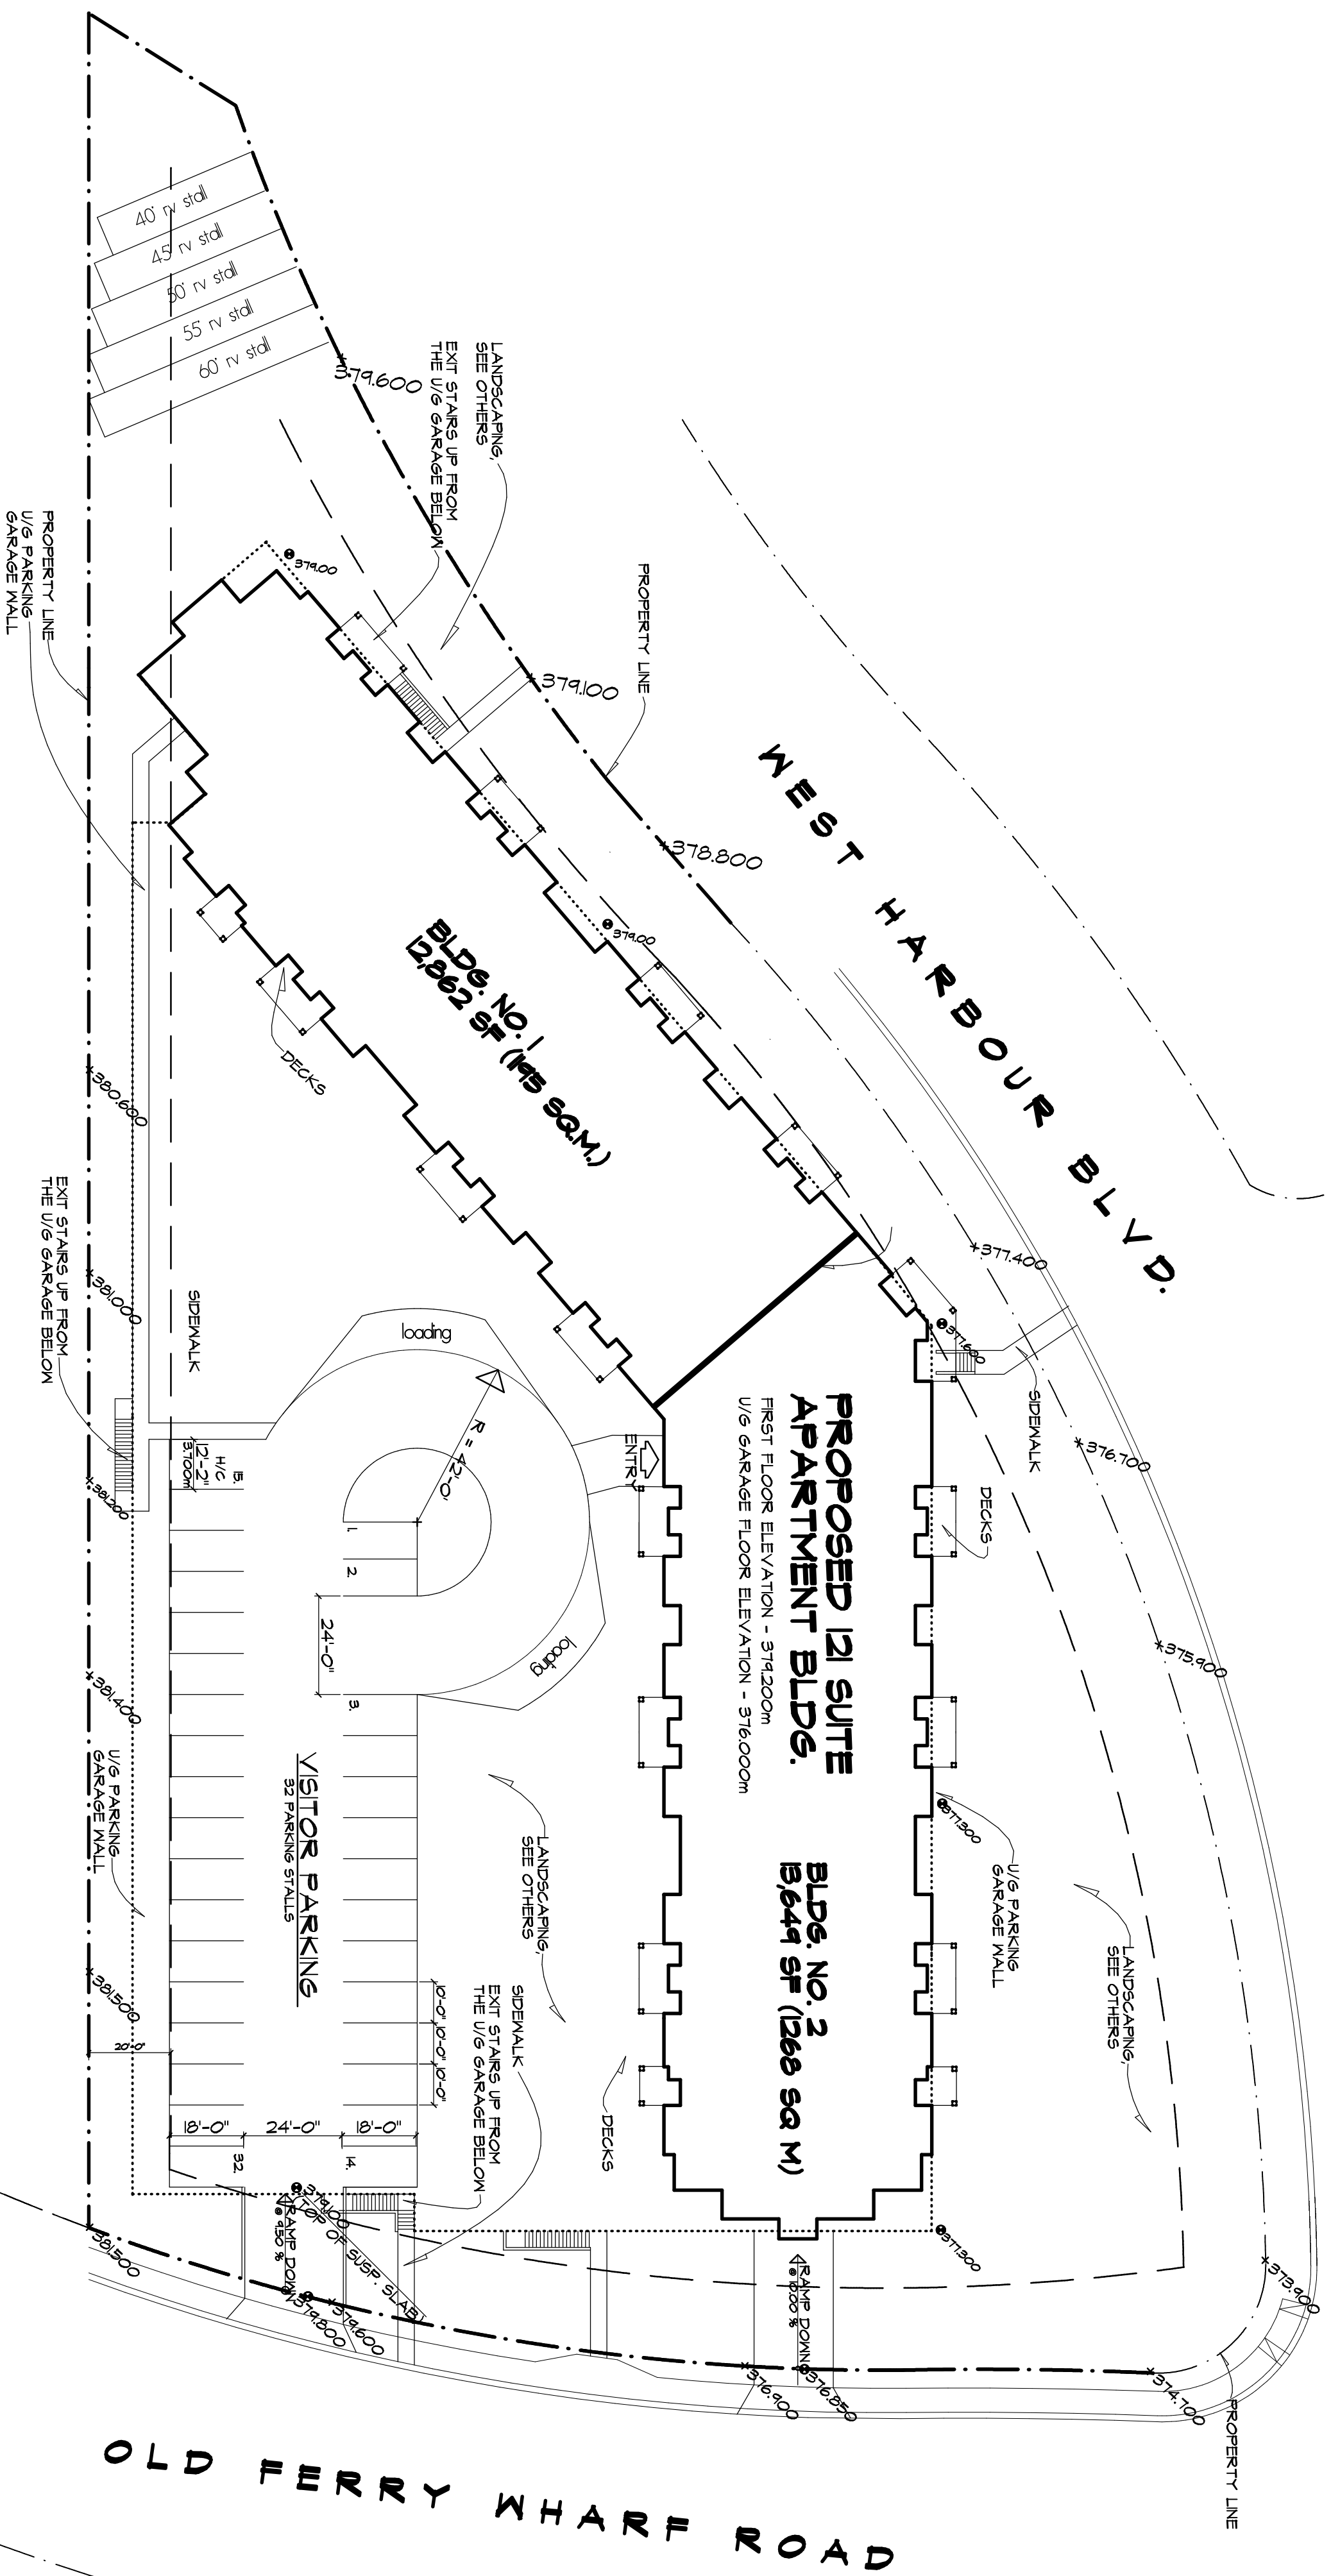 40' rv stall
45' rv stall
50' rv stall
55' rv stall
60' rv stall
379.600
LANDSCAPING,
SEE OTHERS
EXIT STAIRS UP FROM
THE U/G GARAGE BELOW
PROPERTY LINE
U/G PARKING
GARAGE WALL
379.00
PROPERTY LINE
379.100
378.800
WEST HARBOUR BLVD.
379.00
BLDG. NO. 1
12,862 SF (1195 SQ.M.)
DECKS
380.600
381.000
EXIT STAIRS UP FROM
THE U/G GARAGE BELOW
SIDEWALK
loading
R = 42'-0"
377.400
377.600
SIDEWALK
376.700
PROPOSED 121 SUITE
APARTMENT BLDG.
FIRST FLOOR ELEVATION - 379.200m
U/G GARAGE FLOOR ELEVATION - 376.000m
ENTRY
DECKS
15.
H/C
12'-2"
3.700m
381.200
1.
2.
24'-0"
loading
3.
375.900
381.400
U/G PARKING
GARAGE WALL
VISITOR PARKING
32 PARKING STALLS
LANDSCAPING,
SEE OTHERS
377.300
U/G PARKING
GARAGE WALL
BLDG. NO. 2
13,649 SF (1268 SQ M)
LANDSCAPING,
SEE OTHERS
381.500
20'-0"
10'-0" 10'-0" 10'-0"
SIDEWALK
EXIT STAIRS UP FROM
THE U/G GARAGE BELOW
DECKS
18'-0"
24'-0"
18'-0"
32.
14.
379.100
TOP OF SUSP. SLAB
RAMP DOWN
@ 9.50 %
379.800
379.600
381.500
377.300
RAMP DOWN
@ 10.00 %
376.850
376.900
373.900
374.700
PROPERTY LINE
OLD FERRY WHARF ROAD